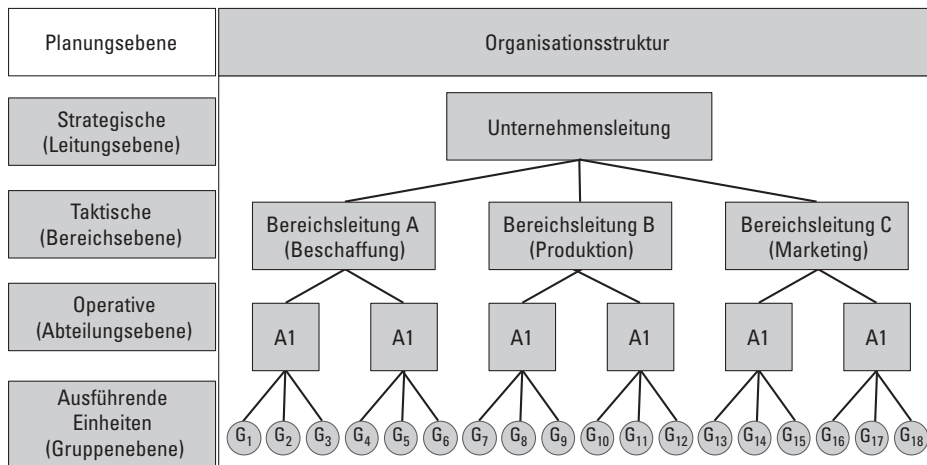 Planungsebene
Organisationsstruktur
Strategische
(Leitungsebene)
Unternehmensleitung
Taktische
(Bereichsebene)
Bereichsleitung A
(Beschaffung)
Bereichsleitung B
(Produktion)
Bereichsleitung C
(Marketing)
Operative
(Abteilungsebene)
A1
A1
A1
A1
A1
A1
Ausführende
Einheiten
(Gruppenebene)
G₁
G₂
G₃
G₄
G₅
G₆
G₇
G₈
G₉
G₁₀
G₁₁
G₁₂
G₁₃
G₁₄
G₁₅
G₁₆
G₁₇
G₁₈